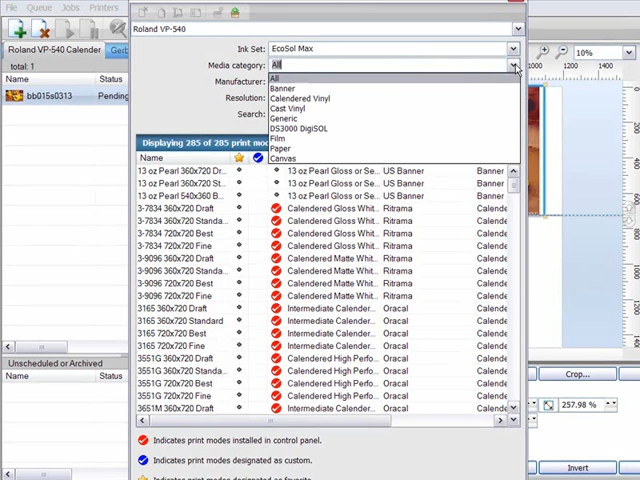 File Queue Jobs Printers
Roland VP-540 Calender
total: 1
Name Status
bb015s0313 Pending
Unscheduled or Archived
Name Status
Roland VP-540
Ink Set: EcoSol Max
Media category: All
Manufacturer:
Resolution:
Search:
All
Banner
Calendered Vinyl
Cast Vinyl
Generic
DS3000 DigiSOL
Film
Paper
Canvas
Displaying 285 of 285 print
Name
13 oz Pearl 360x720 Dr... 13 oz Pearl Gloss or Se... US Banner Banner
13 oz Pearl 360x720 St... 13 oz Pearl Gloss or Se... US Banner Banner
13 oz Pearl 540x360 B... 13 oz Pearl Gloss or Se... US Banner Banner
3-7834 360x720 Draft Calendered Gloss Whit... Ritrama Calende
3-7834 360x720 Standa... Calendered Gloss Whit... Ritrama Calende
3-7834 720x720 Best Calendered Gloss Whit... Ritrama Calende
3-7834 720x720 Fine Calendered Gloss Whit... Ritrama Calende
3-9096 360x720 Draft Calendered Matte Whit... Ritrama Calende
3-9096 360x720 Standa... Calendered Matte Whit... Ritrama Calende
3-9096 720x720 Best Calendered Matte Whit... Ritrama Calende
3-9096 720x720 Fine Calendered Matte Whit... Ritrama Calende
3165 360x720 Draft Intermediate Calender... Oracal Calende
3165 360x720 Standard Intermediate Calender... Oracal Calende
3165 720x720 Best Intermediate Calender... Oracal Calende
3165 720x720 Fine Intermediate Calender... Oracal Calende
3551G 360x720 Draft Calendered High Perfo... Oracal Calende
3551G 360x720 Standa... Calendered High Perfo... Oracal Calende
3551G 720x720 Best Calendered High Perfo... Oracal Calende
3551G 720x720 Fine Calendered High Perfo... Oracal Calende
3651M 360x720 Draft Intermediate Calender... Oracal Calende
Indicates print modes installed in control panel.
Indicates print modes designated as custom.
10%
1000 1200 1400
Crop...
257.98 %
Invert